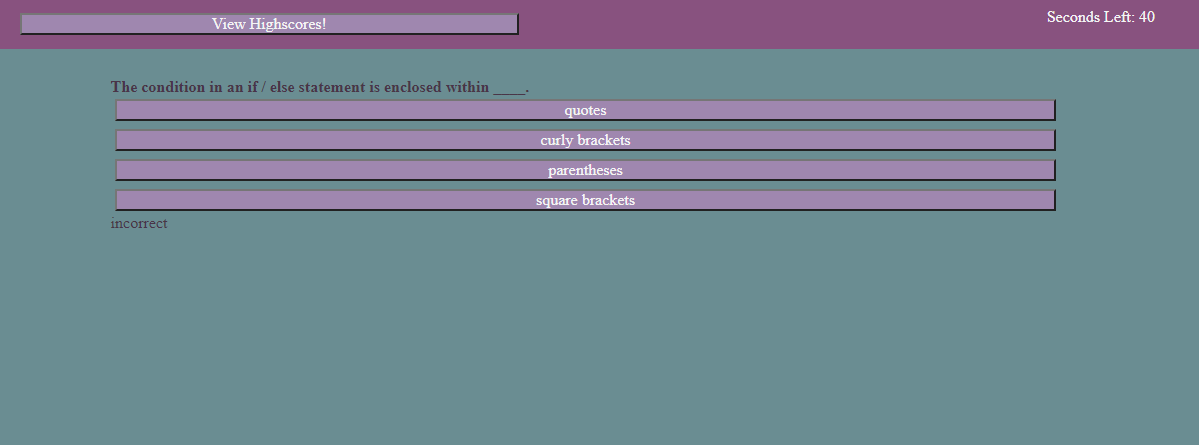 View Highscores!
Seconds Left: 40
The condition in an if / else statement is enclosed within ____.
quotes
curly brackets
parentheses
square brackets
incorrect